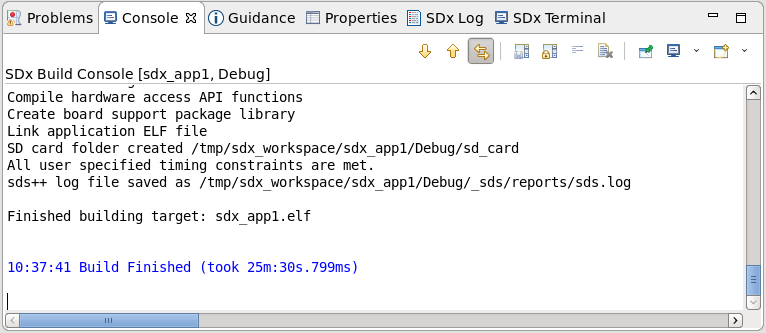 Problems Console Guidance Properties SDx Log SDx Terminal
SDx Build Console [sdx_app1, Debug]
Compile hardware access API functions
Create board support package library
Link application ELF file
SD card folder created /tmp/sdx_workspace/sdx_app1/Debug/sd_card
All user specified timing constraints are met.
sds++ log file saved as /tmp/sdx_workspace/sdx_app1/Debug/_sds/reports/sds.log
Finished building target: sdx_app1.elf
10:37:41 Build Finished (took 25m:30s.799ms)